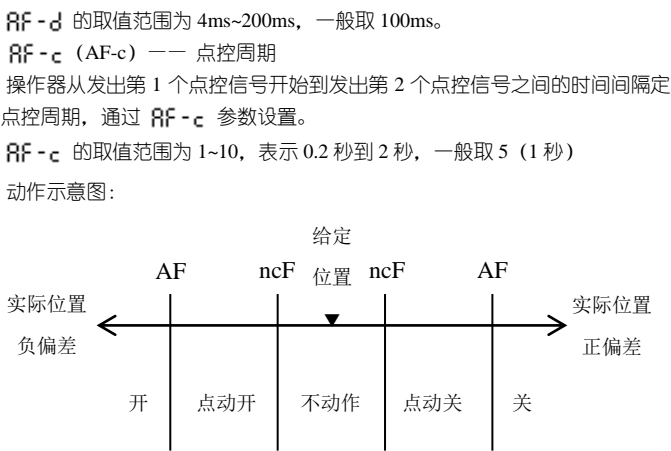 AF-d 的取值范围为 4ms~200ms，一般取 100ms。
AF-c（AF-c）—— 点控周期
操作器从发出第 1 个点控信号开始到发出第 2 个点控信号之间的时间间隔定
点控周期，通过 AF-c 参数设置。
AF-c 的取值范围为 1~10，表示 0.2 秒到 2 秒，一般取 5（1 秒）
动作示意图：
给定
AF ncF 位置 ncF AF
实际位置 实际位置
负偏差 正偏差
开 点动开 不动作 点动关 关